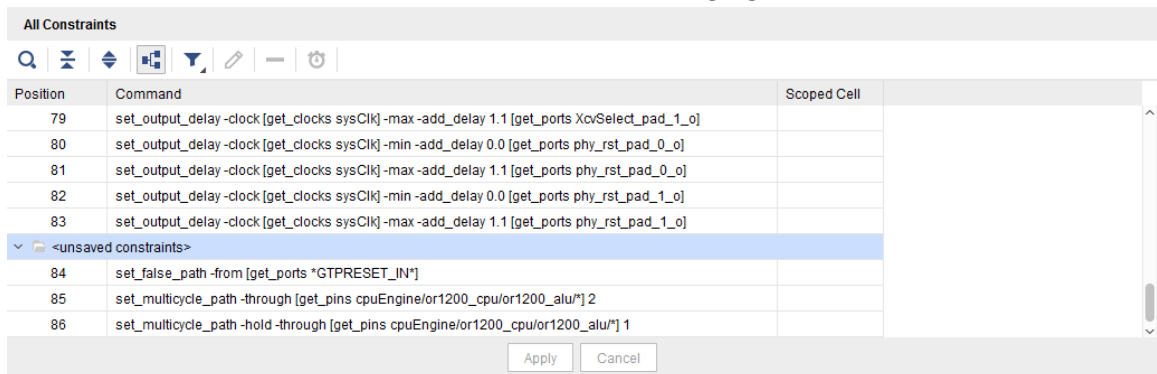 All Constraints
Position Command Scoped Cell
79 set_output_delay -clock [get_clocks sysClk] -max -add_delay 1.1 [get_ports XcvSelect_pad_1_o]
80 set_output_delay -clock [get_clocks sysClk] -min -add_delay 0.0 [get_ports phy_rst_pad_0_o]
81 set_output_delay -clock [get_clocks sysClk] -max -add_delay 1.1 [get_ports phy_rst_pad_0_o]
82 set_output_delay -clock [get_clocks sysClk] -min -add_delay 0.0 [get_ports phy_rst_pad_1_o]
83 set_output_delay -clock [get_clocks sysClk] -max -add_delay 1.1 [get_ports phy_rst_pad_1_o]
<unsaved constraints>
84 set_false_path -from [get_ports *GTPRESET_IN*]
85 set_multicycle_path -through [get_pins cpuEngine/or1200_cpu/or1200_alu/*] 2
86 set_multicycle_path -hold -through [get_pins cpuEngine/or1200_cpu/or1200_alu/*] 1
Apply Cancel